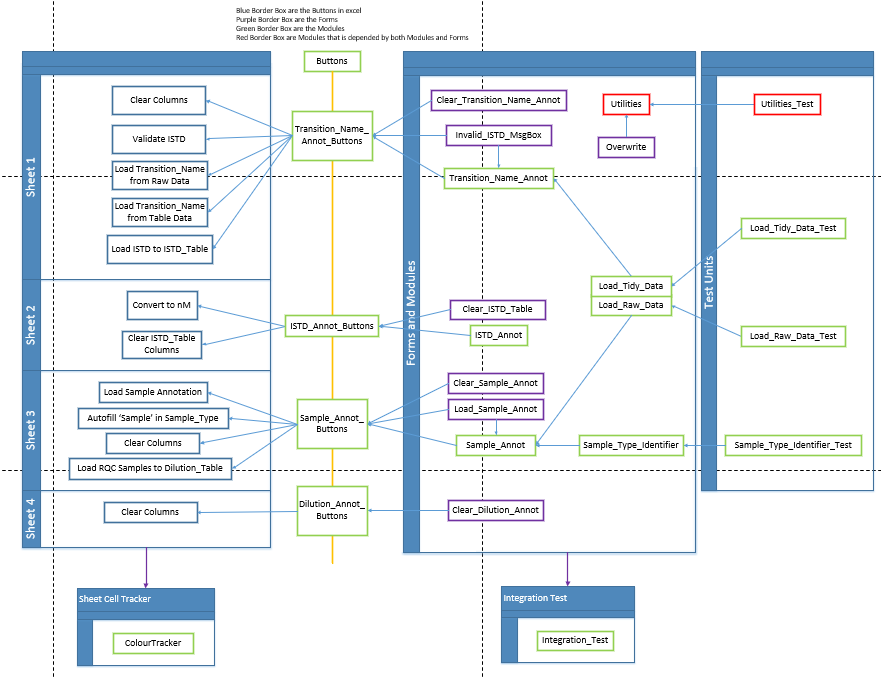 Blue Border Box are the Buttons in excel
Purple Border Box are the Forms
Green Border Box are the Modules
Red Border Box are Modules that is depended by both Modules and Forms
Buttons
Sheet 1
Clear Columns
Validate ISTD
Load Transition_Name
from Raw Data
Load Transition_Name
from Table Data
Load ISTD to ISTD_Table
Transition_Name_
Annot_Buttons
Sheet 2
Convert to nM
Clear ISTD_Table
Columns
ISTD_Annot_Buttons
Sheet 3
Load Sample Annotation
Autofill ‘Sample’ in Sample_Type
Clear Columns
Load RQC Samples to Dilution_Table
Sample_Annot_
Buttons
Sheet 4
Clear Columns
Dilution_Annot_
Buttons
Forms and Modules
Clear_Transition_Name_Annot
Invalid_ISTD_MsgBox
Transition_Name_Annot
Utilities
Overwrite
Load_Tidy_Data
Load_Raw_Data
Clear_ISTD_Table
ISTD_Annot
Clear_Sample_Annot
Load_Sample_Annot
Sample_Annot
Sample_Type_Identifier
Clear_Dilution_Annot
Test Units
Utilities_Test
Load_Tidy_Data_Test
Load_Raw_Data_Test
Sample_Type_Identifier_Test
Sheet Cell Tracker
ColourTracker
Integration Test
Integration_Test